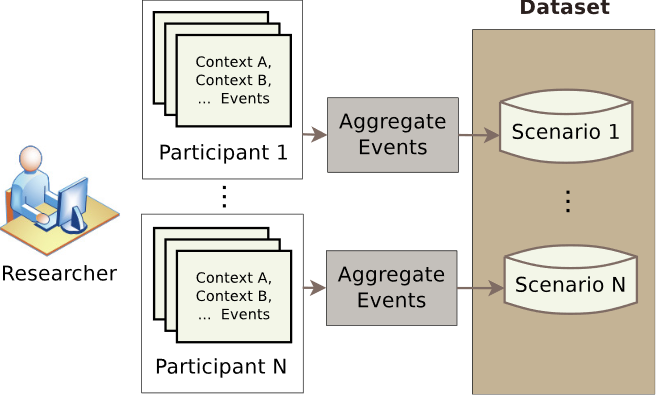 Dataset
Context A,
Context B,
... Events
Participant 1
Aggregate
Events
Scenario 1
Researcher
Context A,
Context B,
... Events
Participant N
Aggregate
Events
Scenario N